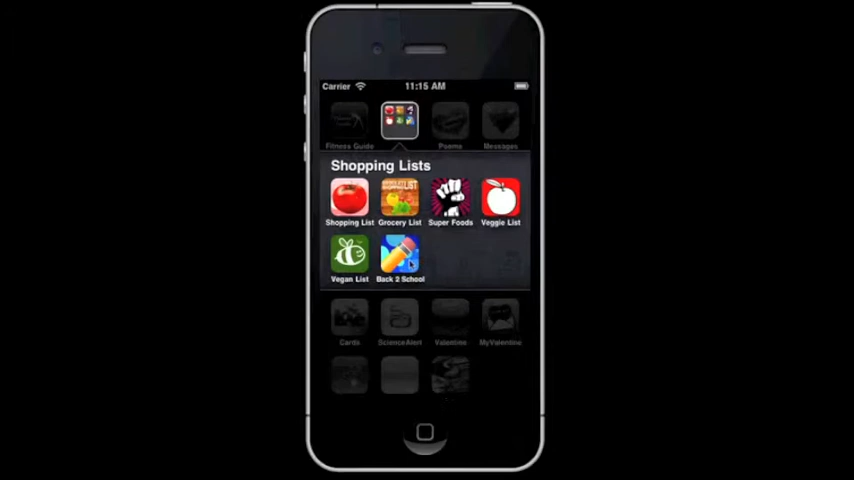 Carrier 11:15 AM
Fitness Guide Poems Messages
Shopping Lists
Shopping List Grocery List Super Foods Veggie List
Vegan List Back 2 School
Cards ScienceAlert Valentine MyValentine